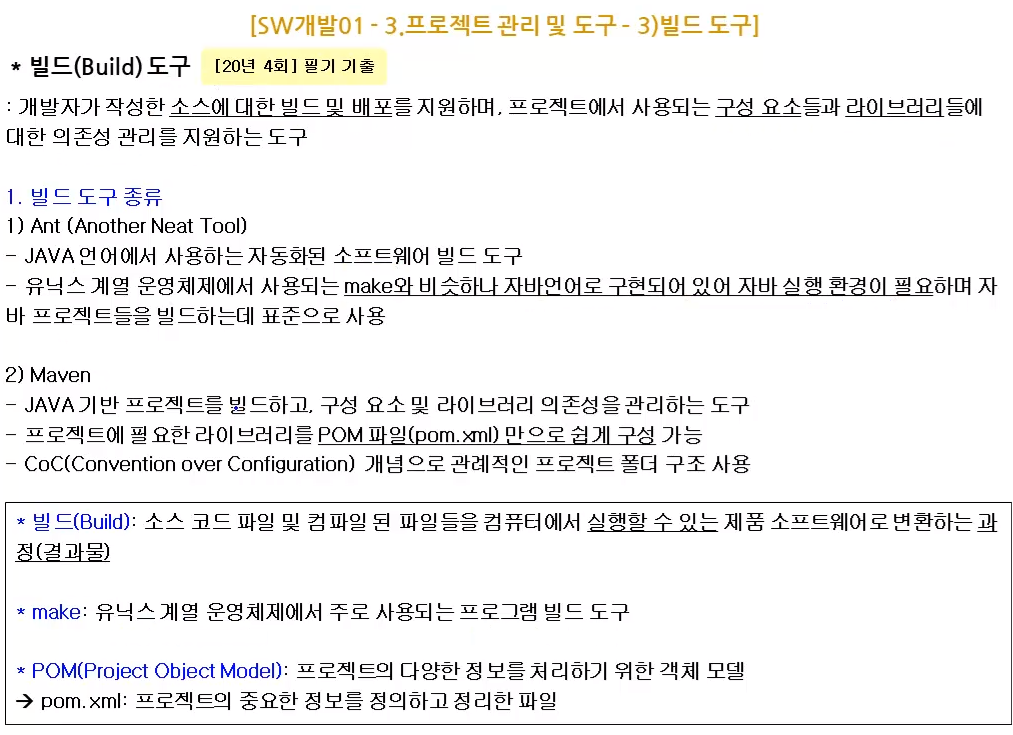 [SW개발01 - 3.프로젝트 관리 및 도구 - 3)빌드 도구]
* 빌드(Build) 도구 [20년 4회] 필기 기출
: 개발자가 작성한 소스에 대한 빌드 및 배포를 지원하며, 프로젝트에서 사용되는 구성 요소들과 라이브러리들에
대한 의존성 관리를 지원하는 도구
1. 빌드 도구 종류
1) Ant (Another Neat Tool)
- JAVA 언어에서 사용하는 자동화된 소프트웨어 빌드 도구
- 유닉스 계열 운영체제에서 사용되는 make와 비슷하나 자바언어로 구현되어 있어 자바 실행 환경이 필요하며 자
바 프로젝트들을 빌드하는데 표준으로 사용
2) Maven
- JAVA 기반 프로젝트를 빌드하고, 구성 요소 및 라이브러리 의존성을 관리하는 도구
- 프로젝트에 필요한 라이브러리를 POM 파일(pom.xml) 만으로 쉽게 구성 가능
- CoC(Convention over Configuration) 개념으로 관례적인 프로젝트 폴더 구조 사용
* 빌드(Build): 소스 코드 파일 및 컴파일 된 파일들을 컴퓨터에서 실행할 수 있는 제품 소프트웨어로 변환하는 과
정(결과물)
* make: 유닉스 계열 운영체제에서 주로 사용되는 프로그램 빌드 도구
* POM(Project Object Model): 프로젝트의 다양한 정보를 처리하기 위한 객체 모델
→ pom.xml: 프로젝트의 중요한 정보를 정의하고 정리한 파일